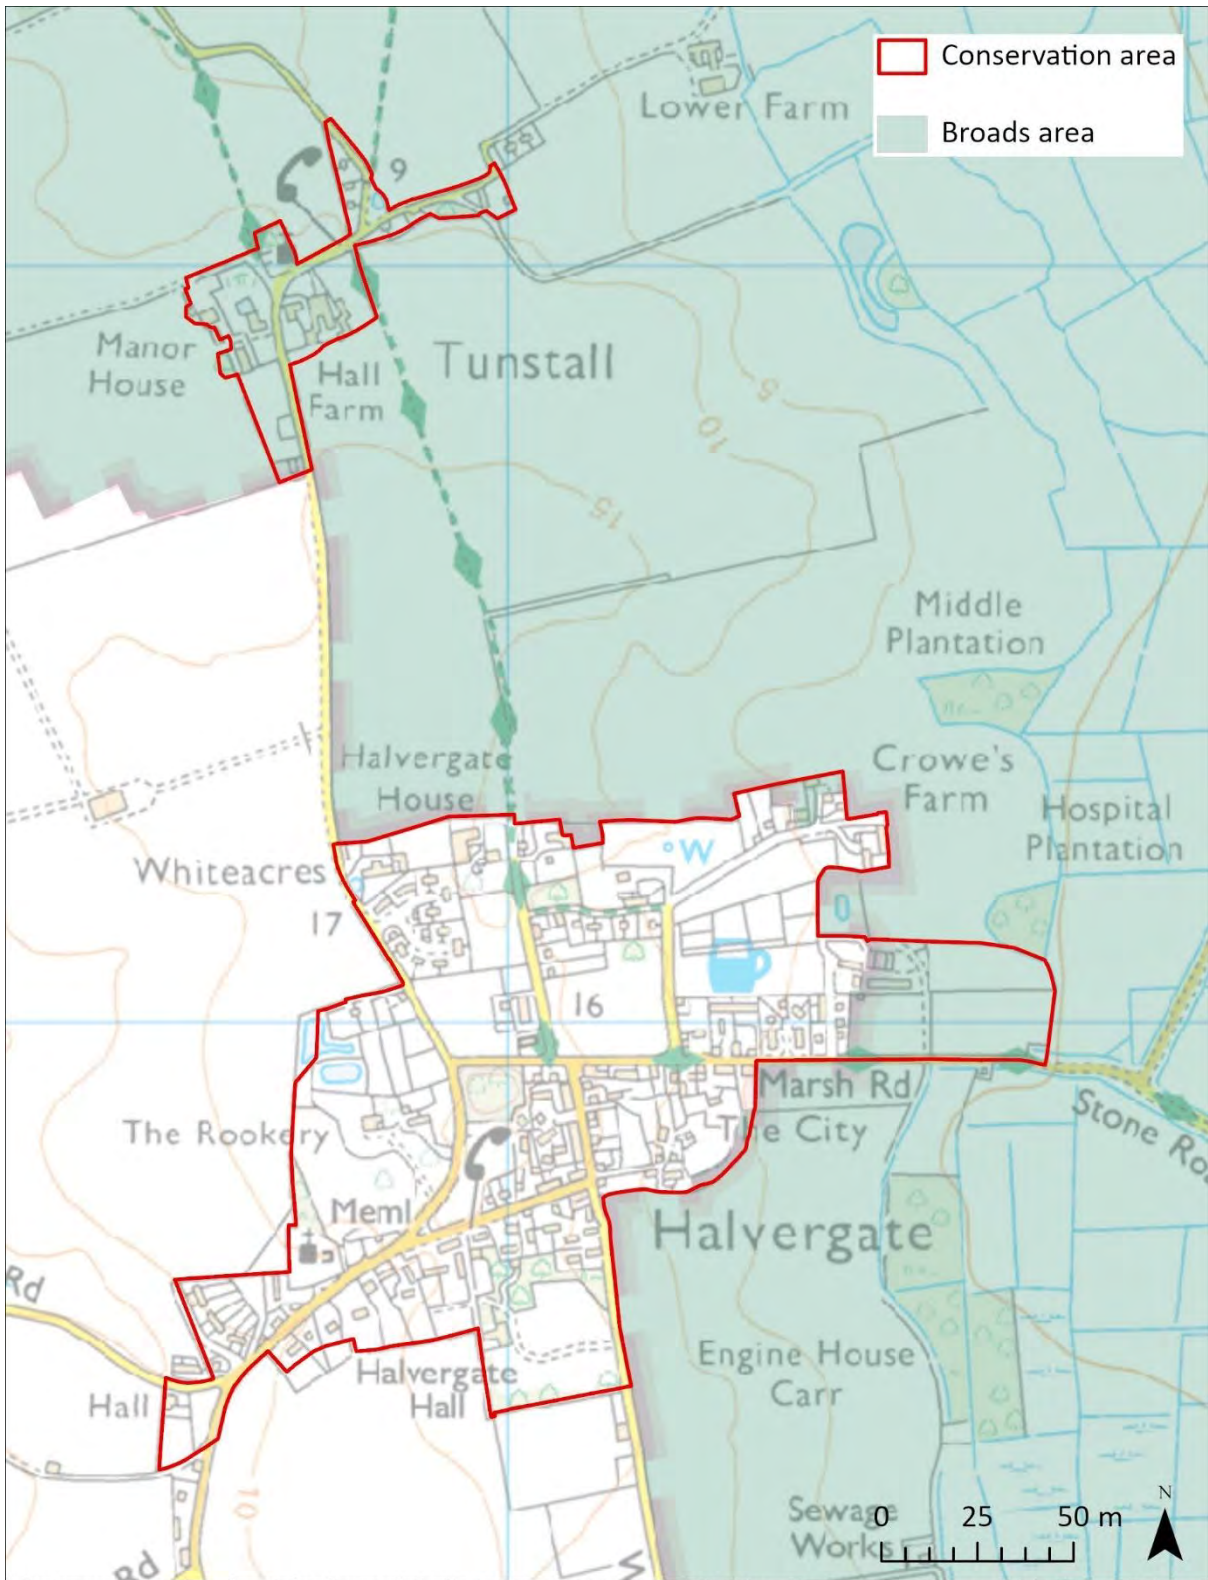 Conservation area
Broads area
Lower Farm
9
Manor
House
Hall
Farm
Tunstall
5
10
15
Middle
Plantation
Halvergate
House
Crowe's
Farm
Hospital
Plantation
W
Whiteacres
17
16
Marsh Rd
The City
Stone Ro
The Rookery
Meml
Halvergate
Rd
Engine House
Carr
Halvergate
Hall
Hall
10
Sewage
Works
0 25 50 m
N
Rd